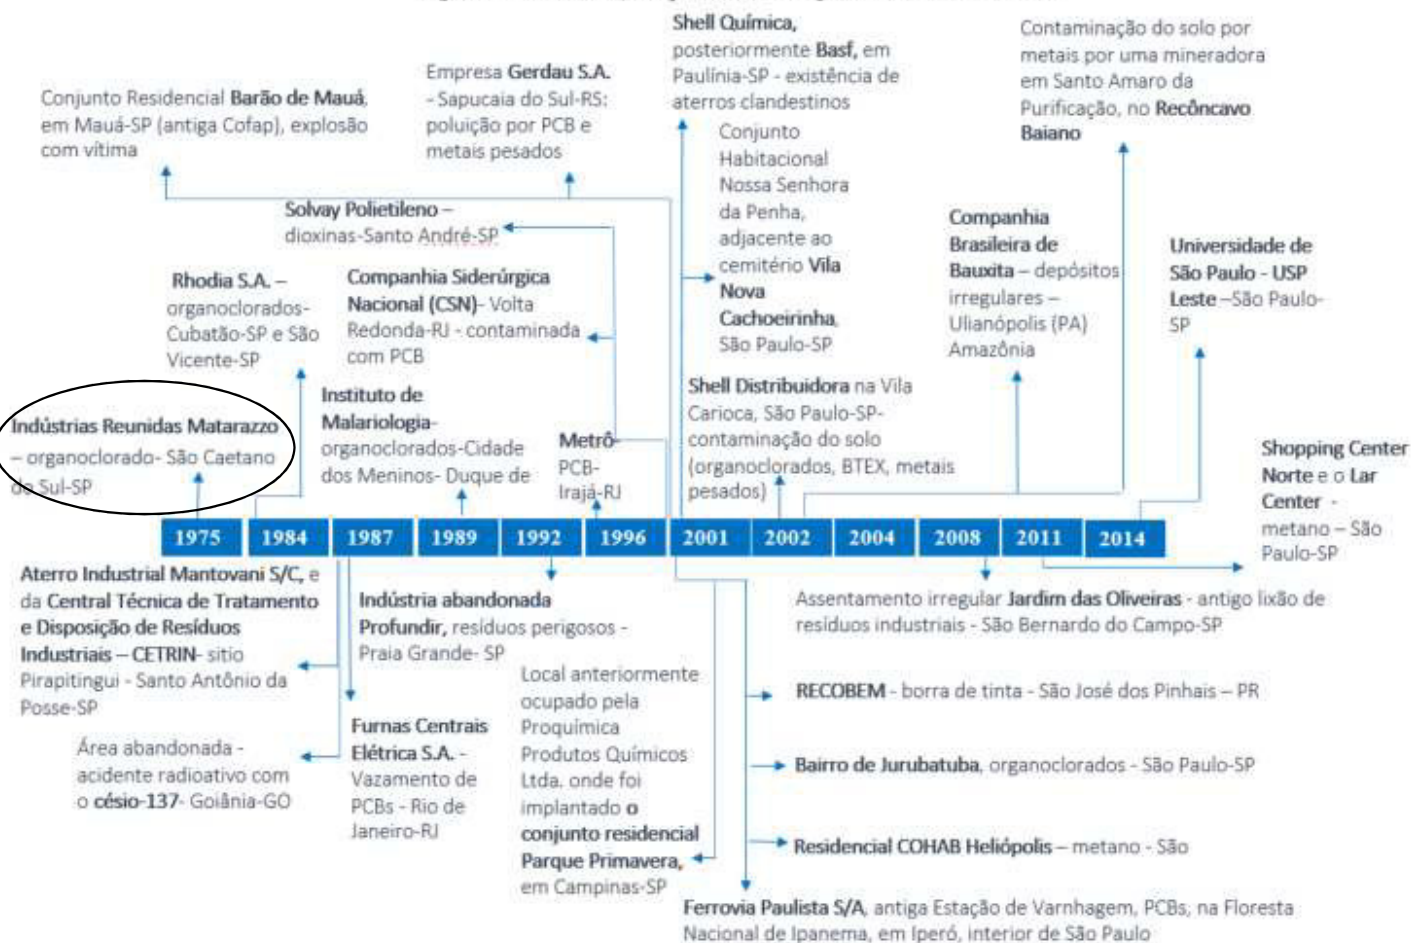 Shell Química,
posteriormente Basf, em
Paulínia-SP - existência de
aterros clandestinos
Contaminação do solo por
metais por uma mineradora
em Santo Amaro da
Purificação, no Recôncavo
Baiano
Empresa Gerdau S.A.
- Sapucaia do Sul-RS:
poluição por PCB e
metais pesados
Conjunto Residencial Barão de Mauá,
em Mauá-SP (antiga Cofap), explosão
com vítima
Conjunto
Habitacional
Nossa Senhora
da Penha,
adjacente ao
cemitério Vila
Nova
Cachoeirinha,
São Paulo-SP
Solvay Polietileno –
dioxinas-Santo André-SP
Companhia
Brasileira de
Bauxita – depósitos
irregulares –
Ulianópolis (PA)
Amazônia
Universidade de
São Paulo - USP
Leste –São Paulo-
SP
Rhodia S.A. –
organoclorados-
Cubatão-SP e São
Vicente-SP
Companhia Siderúrgica
Nacional (CSN)- Volta
Redonda-RJ - contaminada
com PCB
Shell Distribuidora na Vila
Carioca, São Paulo-SP-
contaminação do solo
(organoclorados, BTEX, metais
pesados)
Instituto de
Malariologia-
organoclorados-Cidade
dos Meninos- Duque de
Indústrias Reunidas Matarazzo
– organoclorado- São Caetano
do Sul-SP
Metrô-
PCB-
Irajá-RJ
Shopping Center
Norte e o Lar
Center -
metano – São
Paulo-SP
1975 1984 1987 1989 1992 1996 2001 2002 2004 2008 2011 2014
Aterro Industrial Mantovani S/C, e
da Central Técnica de Tratamento
e Disposição de Resíduos
Industriais – CETRIN- sitio
Pirapitingui - Santo Antônio da
Posse-SP
Indústria abandonada
Profundir, resíduos perigosos -
Praia Grande- SP
Assentamento irregular Jardim das Oliveiras - antigo lixão de
resíduos industriais - São Bernardo do Campo-SP
Local anteriormente
ocupado pela
Proquímica
Produtos Químicos
Ltda. onde foi
implantado o
conjunto residencial
Parque Primavera,
em Campinas-SP
RECOBEM - borra de tinta - São José dos Pinhais – PR
Furnas Centrais
Elétrica S.A. -
Vazamento de
PCBs - Rio de
Janeiro-RJ
Área abandonada -
acidente radioativo com
o césio-137- Goiânia-GO
Bairro de Jurubatuba, organoclorados - São Paulo-SP
Residencial COHAB Heliópolis – metano - São
Ferrovia Paulista S/A, antiga Estação de Varnhagem, PCBs, na Floresta
Nacional de Ipanema, em Iperó, interior de São Paulo